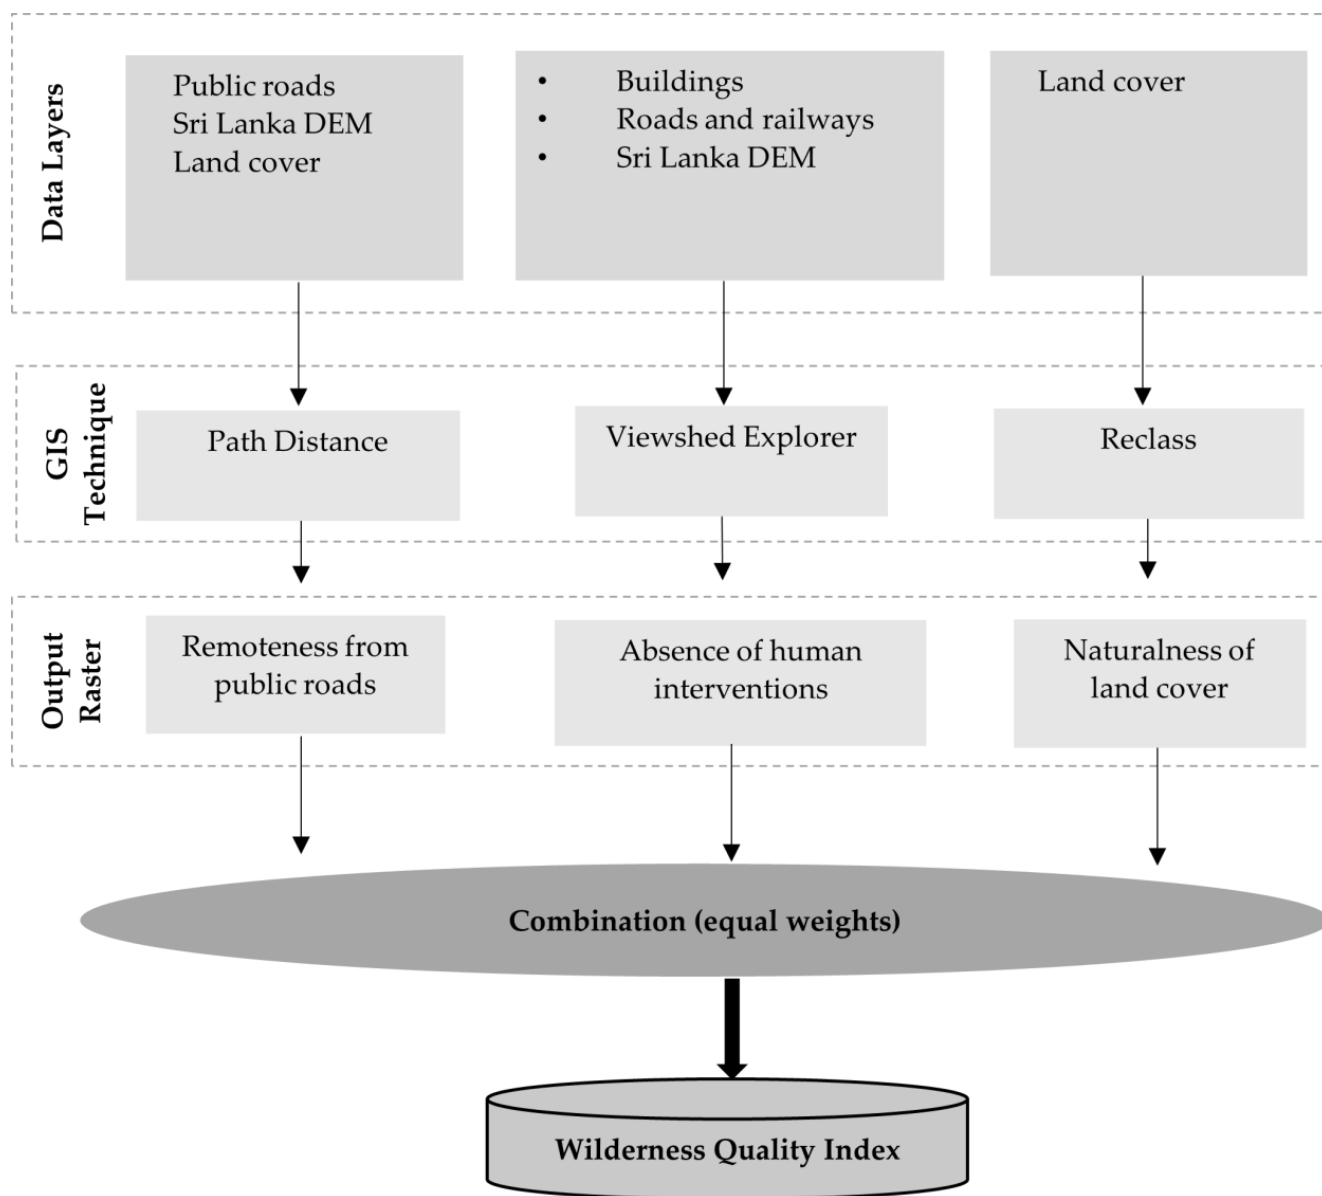 Data Layers
Public roads
Sri Lanka DEM
Land cover
• Buildings
• Roads and railways
• Sri Lanka DEM
Land cover
GIS
Technique
Path Distance
Viewshed Explorer
Reclass
Output
Raster
Remoteness from
public roads
Absence of human
interventions
Naturalness of
land cover
Combination (equal weights)
Wilderness Quality Index